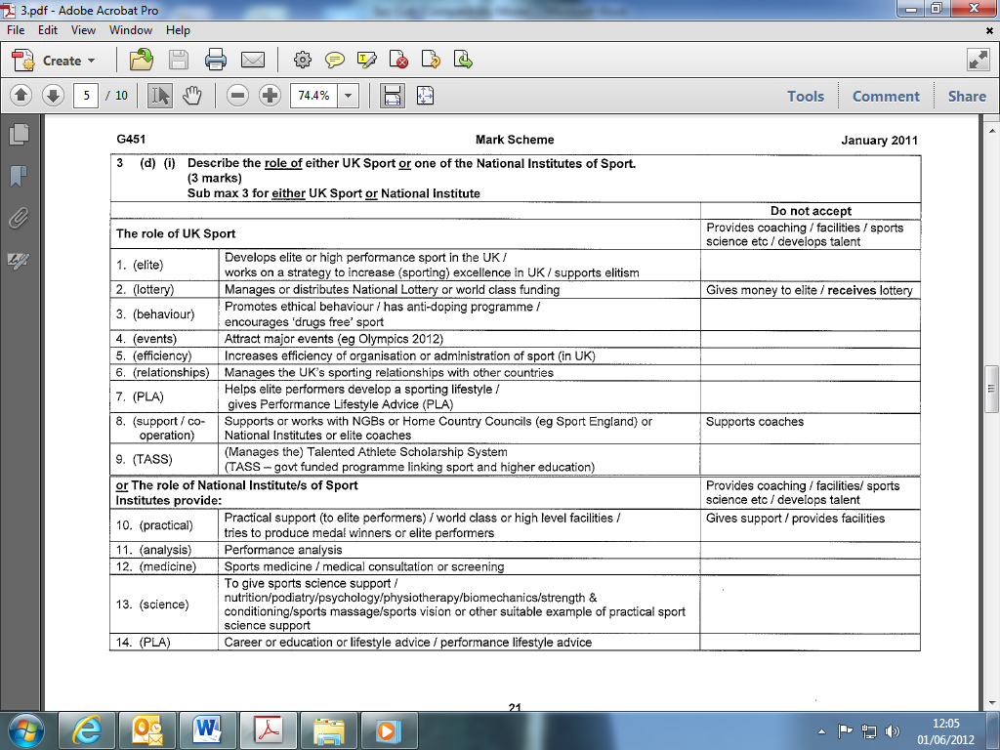 3.pdf - Adobe Acrobat Pro
File Edit View Window Help
Create
5 / 10 74.4% Tools Comment Share
G451 Mark Scheme January 2011
3 (d) (i) Describe the role of either UK Sport or one of the National Institutes of Sport.
(3 marks)
Sub max 3 for either UK Sport or National Institute
Do not accept
The role of UK Sport
Provides coaching / facilities / sports
science etc / develops talent
1. (elite)
Develops elite or high performance sport in the UK /
works on a strategy to increase (sporting) excellence in UK / supports elitism
2. (lottery) Manages or distributes National Lottery or world class funding Gives money to elite / receives lottery
3. (behaviour)
Promotes ethical behaviour / has anti-doping programme /
encourages 'drugs free' sport
4. (events) Attract major events (eg Olympics 2012)
5. (efficiency) Increases efficiency of organisation or administration of sport (in UK)
6. (relationships) Manages the UK's sporting relationships with other countries
7. (PLA)
Helps elite performers develop a sporting lifestyle /
gives Performance Lifestyle Advice (PLA)
8. (support / co-
operation)
Supports or works with NGBs or Home Country Councils (eg Sport England) or
National Institutes or elite coaches
Supports coaches
9. (TASS)
(Manages the) Talented Athlete Scholarship System
(TASS – govt funded programme linking sport and higher education)
or The role of National Institute/s of Sport
Institutes provide:
Provides coaching / facilities/ sports
science etc / develops talent
10. (practical)
Practical support (to elite performers) / world class or high level facilities /
tries to produce medal winners or elite performers
Gives support / provides facilities
11. (analysis) Performance analysis
12. (medicine) Sports medicine / medical consultation or screening
13. (science)
To give sports science support /
nutrition/podiatry/psychology/physiotherapy/biomechanics/strength &
conditioning/sports massage/sports vision or other suitable example of practical sport
science support
14. (PLA) Career or education or lifestyle advice / performance lifestyle advice
21
12:05
01/06/2012